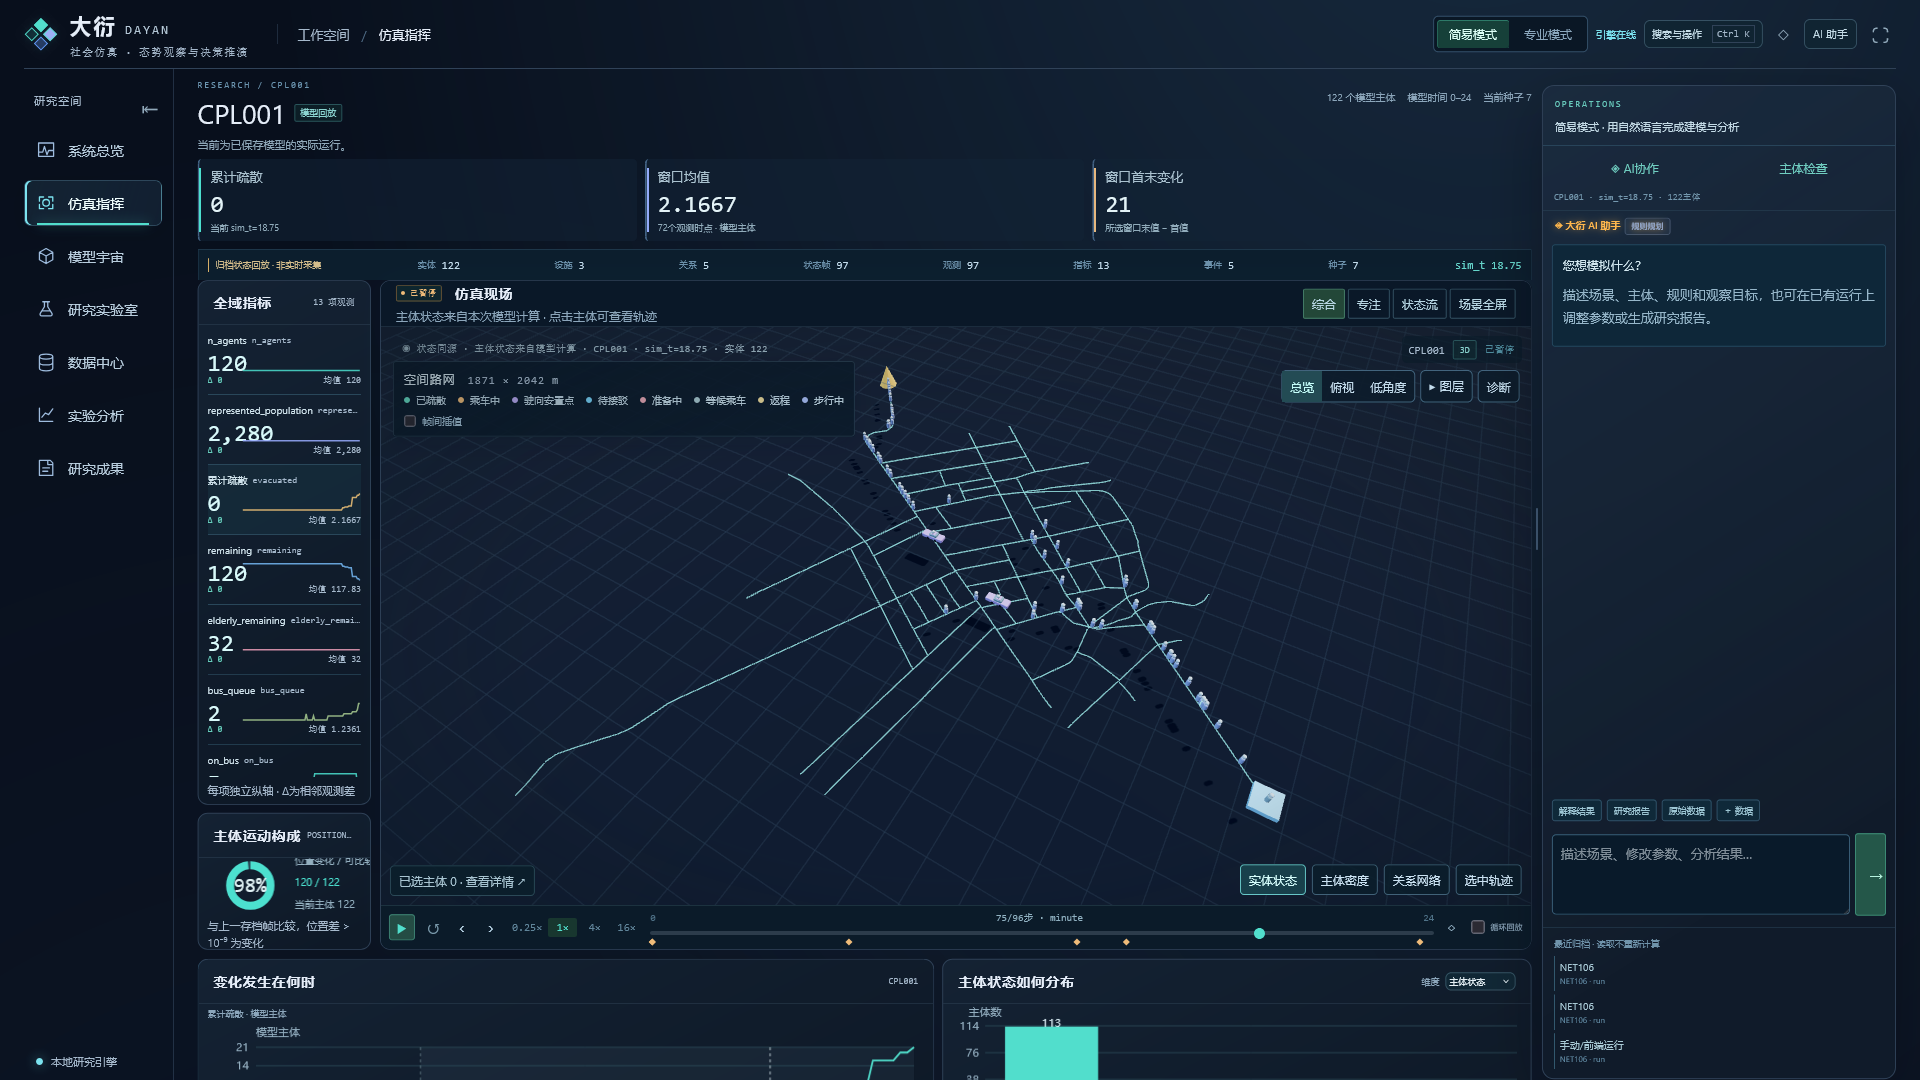 大衍 DAYAN
社会仿真 · 态势观察与决策推演
工作空间 / 仿真指挥
简易模式 专业模式 引擎在线 搜索与操作 Ctrl K ◇ AI 助手
研究空间
系统总览
仿真指挥
模型宇宙
研究实验室
数据中心
实验分析
研究成果
本地研究引擎
RESEARCH / CPL001
CPL001 模型回放
当前为已保存模型的实际运行。
122 个模型主体 模型时间 0–24 当前种子 7
累计疏散
0
当前 sim_t=18.75
窗口均值
2.1667
72个观测时点 · 模型主体
窗口首末变化
21
所选窗口末值 − 首值
归档状态回放 · 非实时采集 实体 122 设施 3 关系 5 状态帧 97 观测 97 指标 13 事件 5 种子 7 sim_t 18.75
全域指标 13 项观测
n_agents n_agents
120
Δ 0 均值 120
represented_population represe…
2,280
Δ 0 均值 2,280
累计疏散 evacuated
0
Δ 0 均值 2.1667
remaining remaining
120
Δ 0 均值 117.83
elderly_remaining elderly_remai…
32
Δ 0 均值 32
bus_queue bus_queue
2
Δ 0 均值 1.2361
on_bus on_bus
每项独立纵轴 · Δ为相邻观测差
主体运动构成 POSITION…
98%
位置变化 / 可比较
120 / 122
当前主体 122
与上一存档帧比较，位置差 >
10⁻⁹ 为变化
已暂停 仿真现场
主体状态来自本次模型计算 · 点击主体可查看轨迹
综合 专注 状态流 场景全屏
◉ 状态同源 · 主体状态来自模型计算 · CPL001 · sim_t=18.75 · 实体 122
CPL001 3D 已暂停
空间路网 1871 × 2042 m
已疏散 乘车中 驶向安置点 待接驳 准备中 等候乘车 返程 步行中
帧间插值
总览 俯视 低角度 ▸ 图层 诊断
已选主体 0 · 查看详情 ↗
实体状态 主体密度 关系网络 选中轨迹
▶ ↺ ‹ › 0.25× 1× 4× 16×
0 75/96步 · minute 24
◇ 循环回放
变化发生在何时 CPL001
累计疏散 · 模型主体
模型主体
21
14
主体状态如何分布 维度 主体状态
主体数
114
113
76
38
OPERATIONS
简易模式 · 用自然语言完成建模与分析
◈ AI协作 主体检查
CPL001 · sim_t=18.75 · 122主体
◈ 大衍 AI 助手 规则规划
您想模拟什么?
描述场景、主体、规则和观察目标，也可在已有运行上
调整参数或生成研究报告。
解释结果 研究报告 原始数据 + 数据
描述场景、修改参数、分析结果...
→
最近归档 · 读取不重新计算
NET106
NET106 · run
NET106
NET106 · run
手动/前端运行
NET106 · run